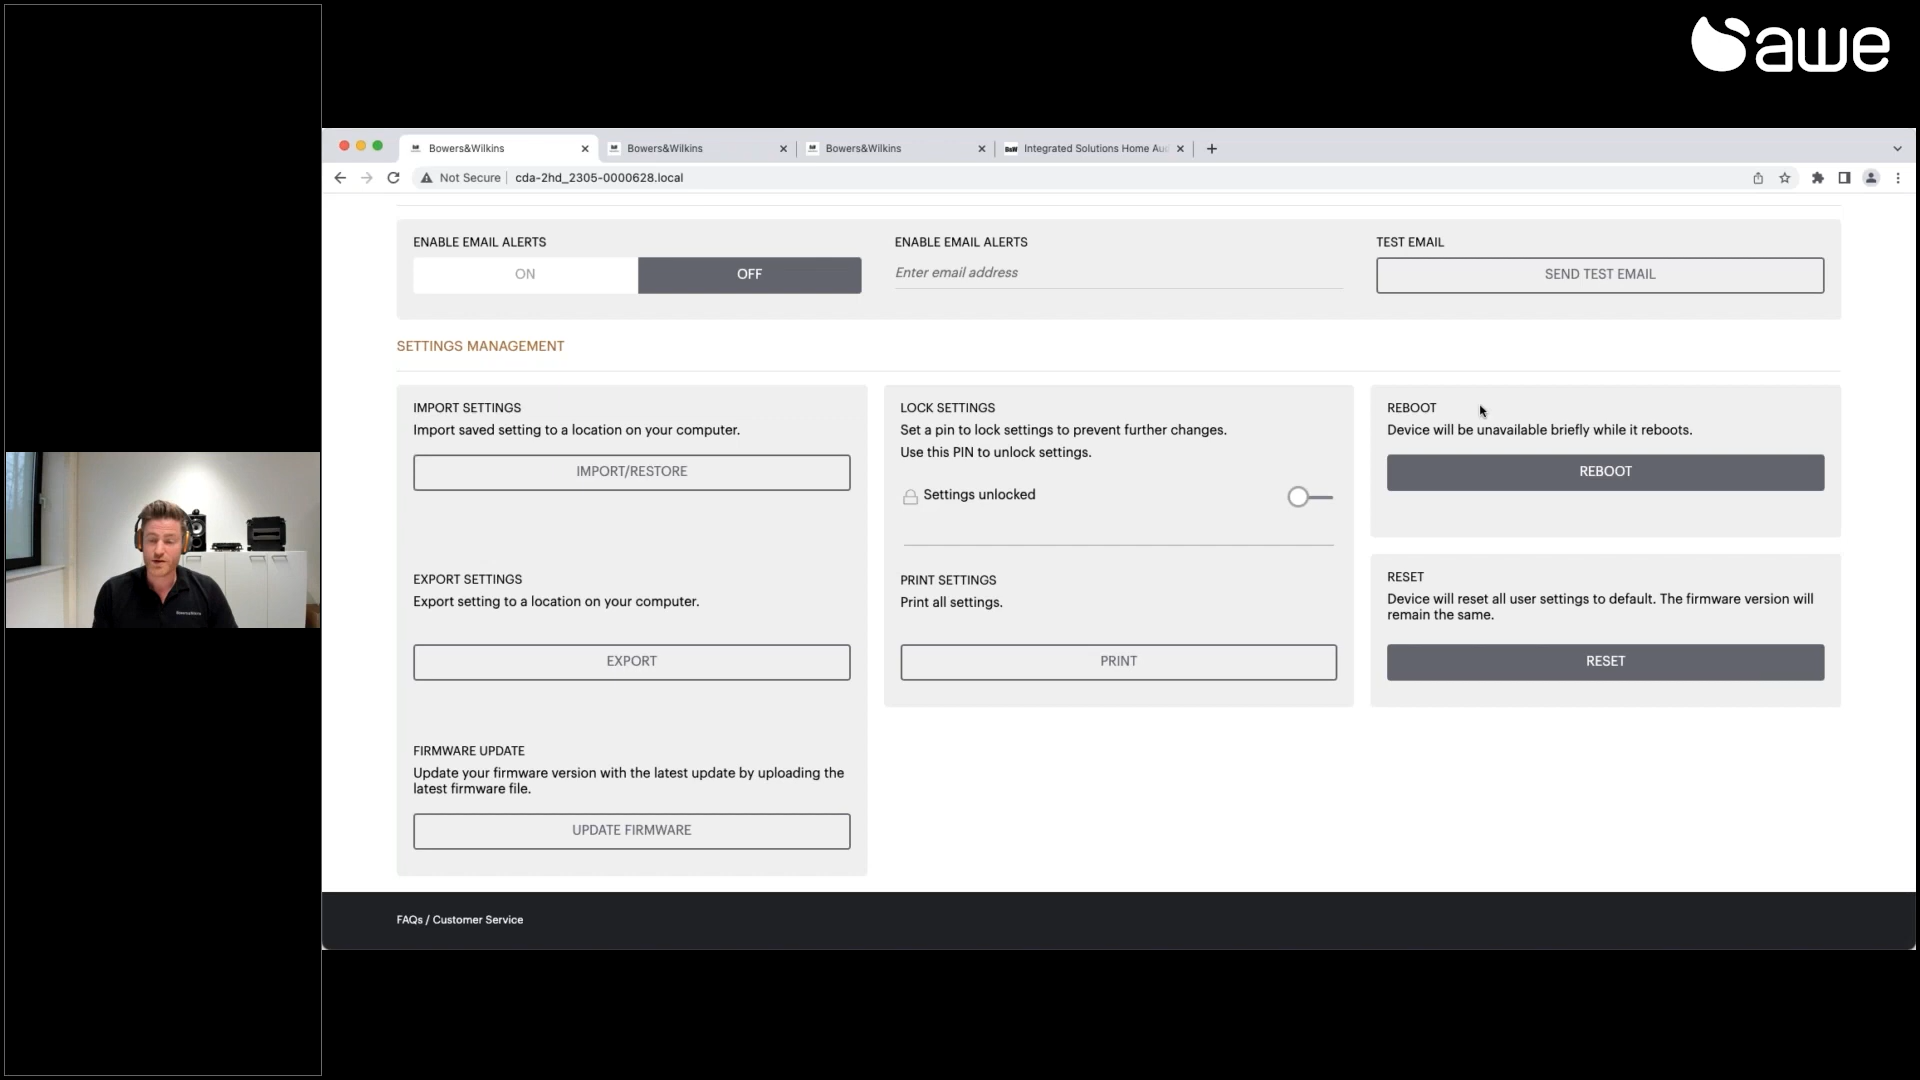 awe
Bowers&Wilkins
Bowers&Wilkins
Bowers&Wilkins
B&W
Integrated Solutions Home Au
Not Secure
cda-2hd_2305-0000628.local
ENABLE EMAIL ALERTS
ON
OFF
ENABLE EMAIL ALERTS
Enter email address
TEST EMAIL
SEND TEST EMAIL
SETTINGS MANAGEMENT
IMPORT SETTINGS
Import saved setting to a location on your computer.
IMPORT/RESTORE
EXPORT SETTINGS
Export setting to a location on your computer.
EXPORT
FIRMWARE UPDATE
Update your firmware version with the latest update by uploading the
latest firmware file.
UPDATE FIRMWARE
LOCK SETTINGS
Set a pin to lock settings to prevent further changes.
Use this PIN to unlock settings.
Settings unlocked
PRINT SETTINGS
Print all settings.
PRINT
REBOOT
Device will be unavailable briefly while it reboots.
REBOOT
RESET
Device will reset all user settings to default. The firmware version will
remain the same.
RESET
FAQs / Customer Service
Bowers&Wilkins